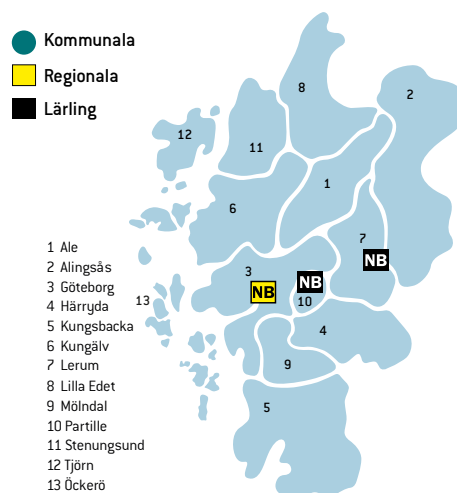 Kommunala
Regionala
Lärling
8
2
12
11
1
6
7
NB
3
NB
NB
10
13
4
9
5
1 Ale
2 Alingsås
3 Göteborg
4 Härryda
5 Kungsbacka
6 Kungälv
7 Lerum
8 Lilla Edet
9 Mölndal
10 Partille
11 Stenungsund
12 Tjörn
13 Öckerö